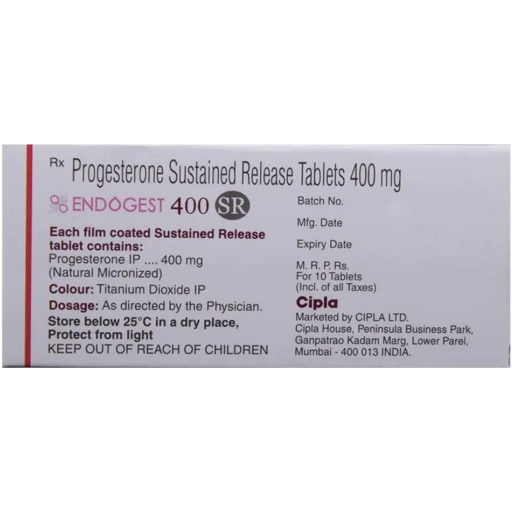 Rx Progesterone Sustained Release Tablets 400 mg
ENDOGEST 400 SR
Each film coated Sustained Release
tablet contains:
Progesterone IP .... 400 mg
(Natural Micronized)
Colour: Titanium Dioxide IP
Dosage: As directed by the Physician.
Store below 25°C in a dry place,
Protect from light
KEEP OUT OF REACH OF CHILDREN
Batch No.
Mfg. Date
Expiry Date
M. R. P. Rs.
For 10 Tablets
(Incl. of all Taxes)
Cipla
Marketed by CIPLA LTD.
Cipla House, Peninsula Business Park,
Ganpatrao Kadam Marg, Lower Parel,
Mumbai - 400 013 INDIA.